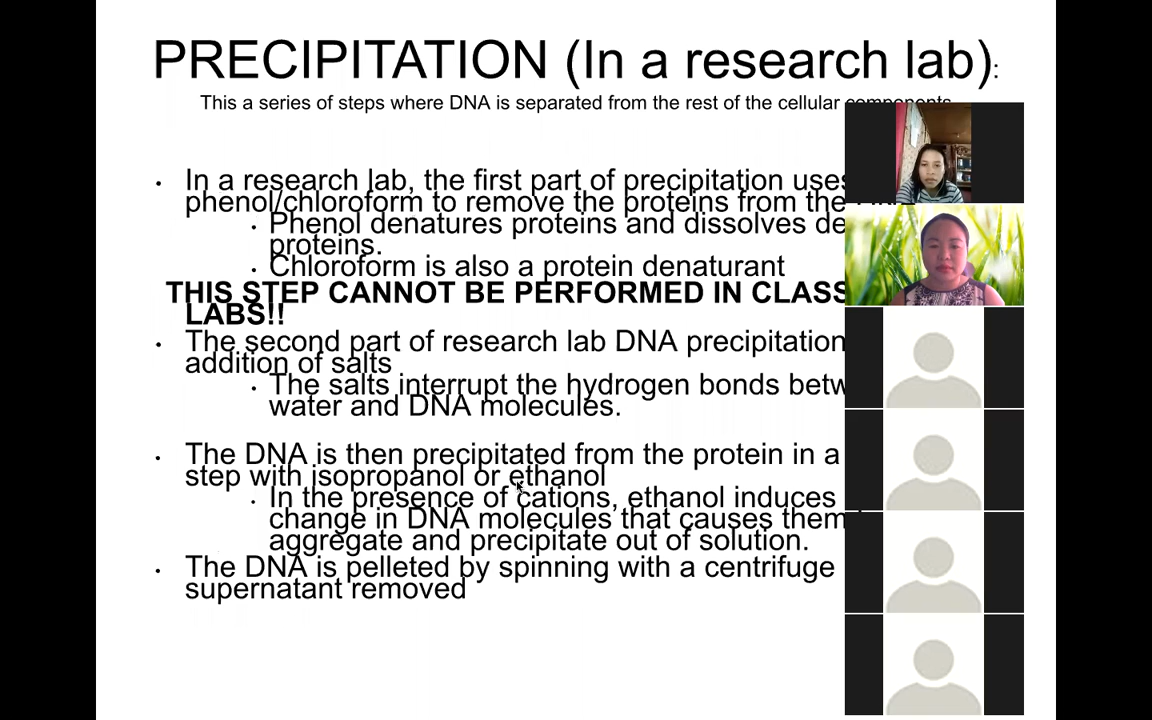 PRECIPITATION (In a research lab):
This a series of steps where DNA is separated from the rest of the cellular components
• In a research lab, the first part of precipitation uses
phenol/chloroform to remove the proteins from the
• Phenol denatures proteins and dissolves
proteins.
• Chloroform is also a protein denaturant
THIS STEP CANNOT BE PERFORMED IN
LABS!!
• The second part of research lab DNA precipitation
addition of salts
• The salts interrupt the hydrogen bonds
water and DNA molecules.
• The DNA is then precipitated from the protein in a
step with isopropanol or ethanol
• In the presence of cations, ethanol induces
change in DNA molecules that causes them
aggregate and precipitate out of solution.
• The DNA is pelleted by spinning with a centrifuge
supernatant removed